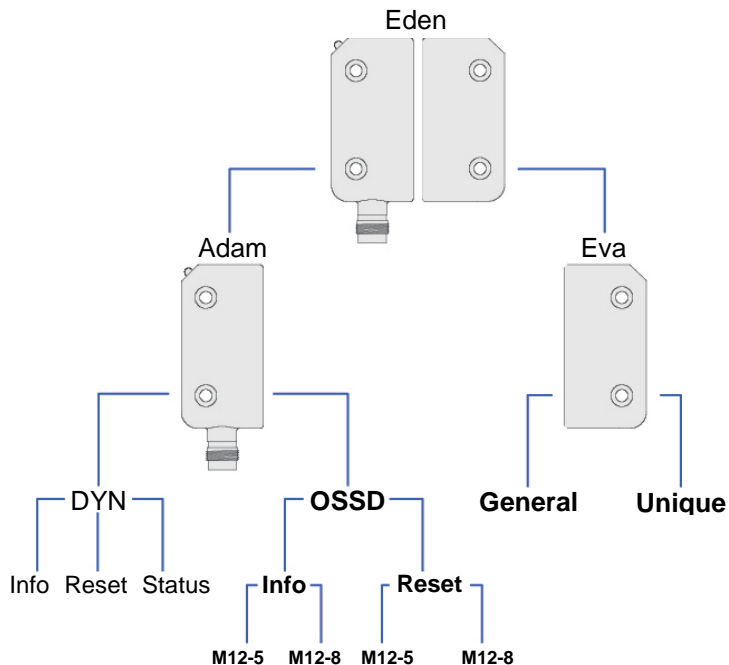 Eden
Adam
Eva
DYN
OSSD
General
Unique
Info
Reset
Status
Info
Reset
M12-5
M12-8
M12-5
M12-8